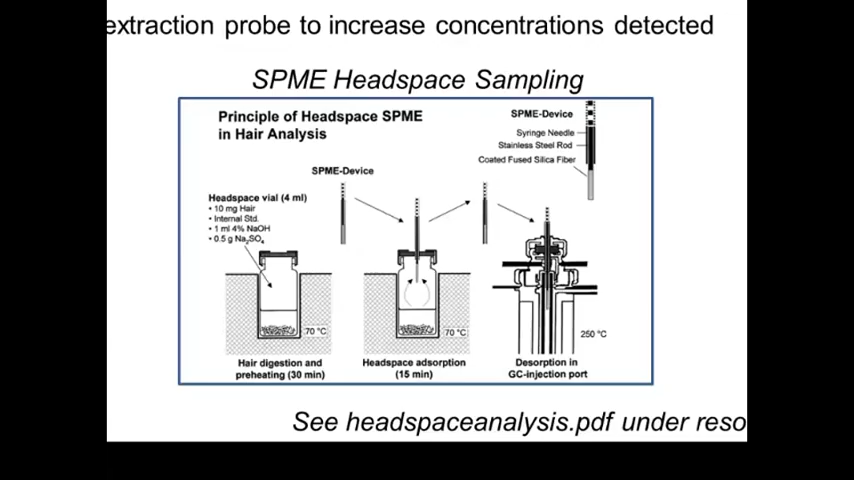 extraction probe to increase concentrations detected
SPME Headspace Sampling
Principle of Headspace SPME
in Hair Analysis
SPME-Device
Syringe Needle
Stainless Steel Rod
Coated Fused Silica Fiber
SPME-Device
Headspace vial (4 ml)
• 10 mg Hair
• Internal Std.
• 1 ml 4% NaOH
• 0.5 g Na2SO4
70 °C
70 °C
250 °C
Hair digestion and
preheating (30 min)
Headspace adsorption
(15 min)
Desorption in
GC-injection port
See headspaceanalysis.pdf under reso